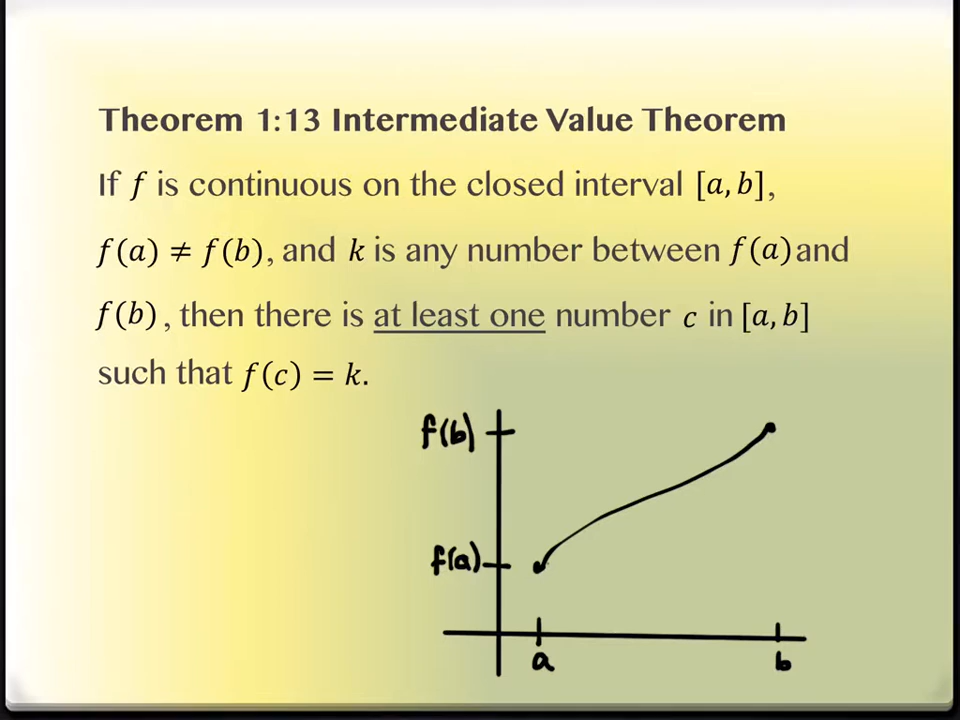 Theorem 1:13 Intermediate Value Theorem
If f is continuous on the closed interval [a, b],
f(a) ≠ f(b), and k is any number between f(a) and
f(b), then there is at least one number c in [a, b]
such that f(c) = k.
f(b)
f(a)
a b